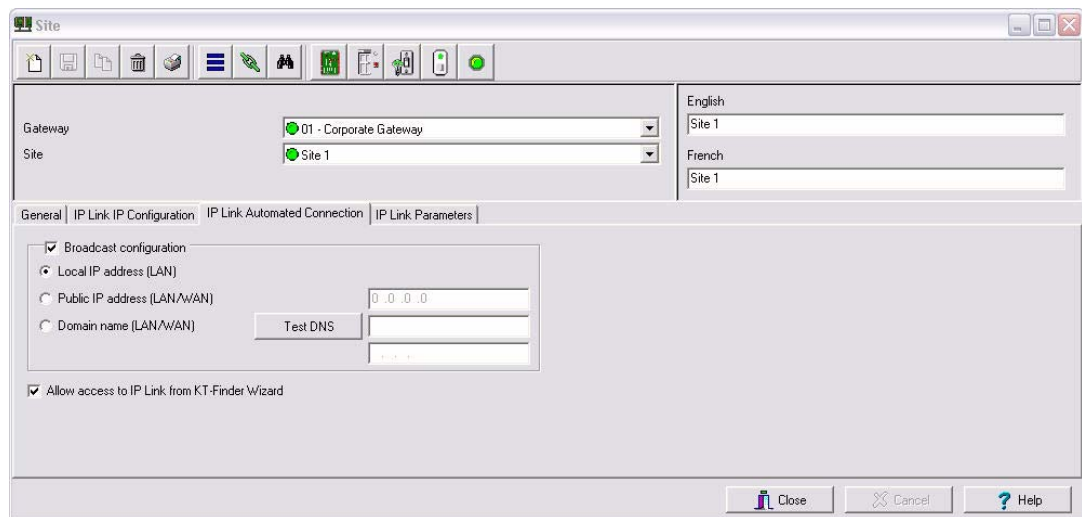 Site
Gateway
01 - Corporate Gateway
Site
Site 1
English
Site 1
French
Site 1
General
IP Link IP Configuration
IP Link Automated Connection
IP Link Parameters
Broadcast configuration
Local IP address (LAN)
Public IP address (LAN/WAN)
0 .0 .0 .0
Domain name (LAN/WAN)
Test DNS
. . .
Allow access to IP Link from KT-Finder Wizard
Close
Cancel
? Help